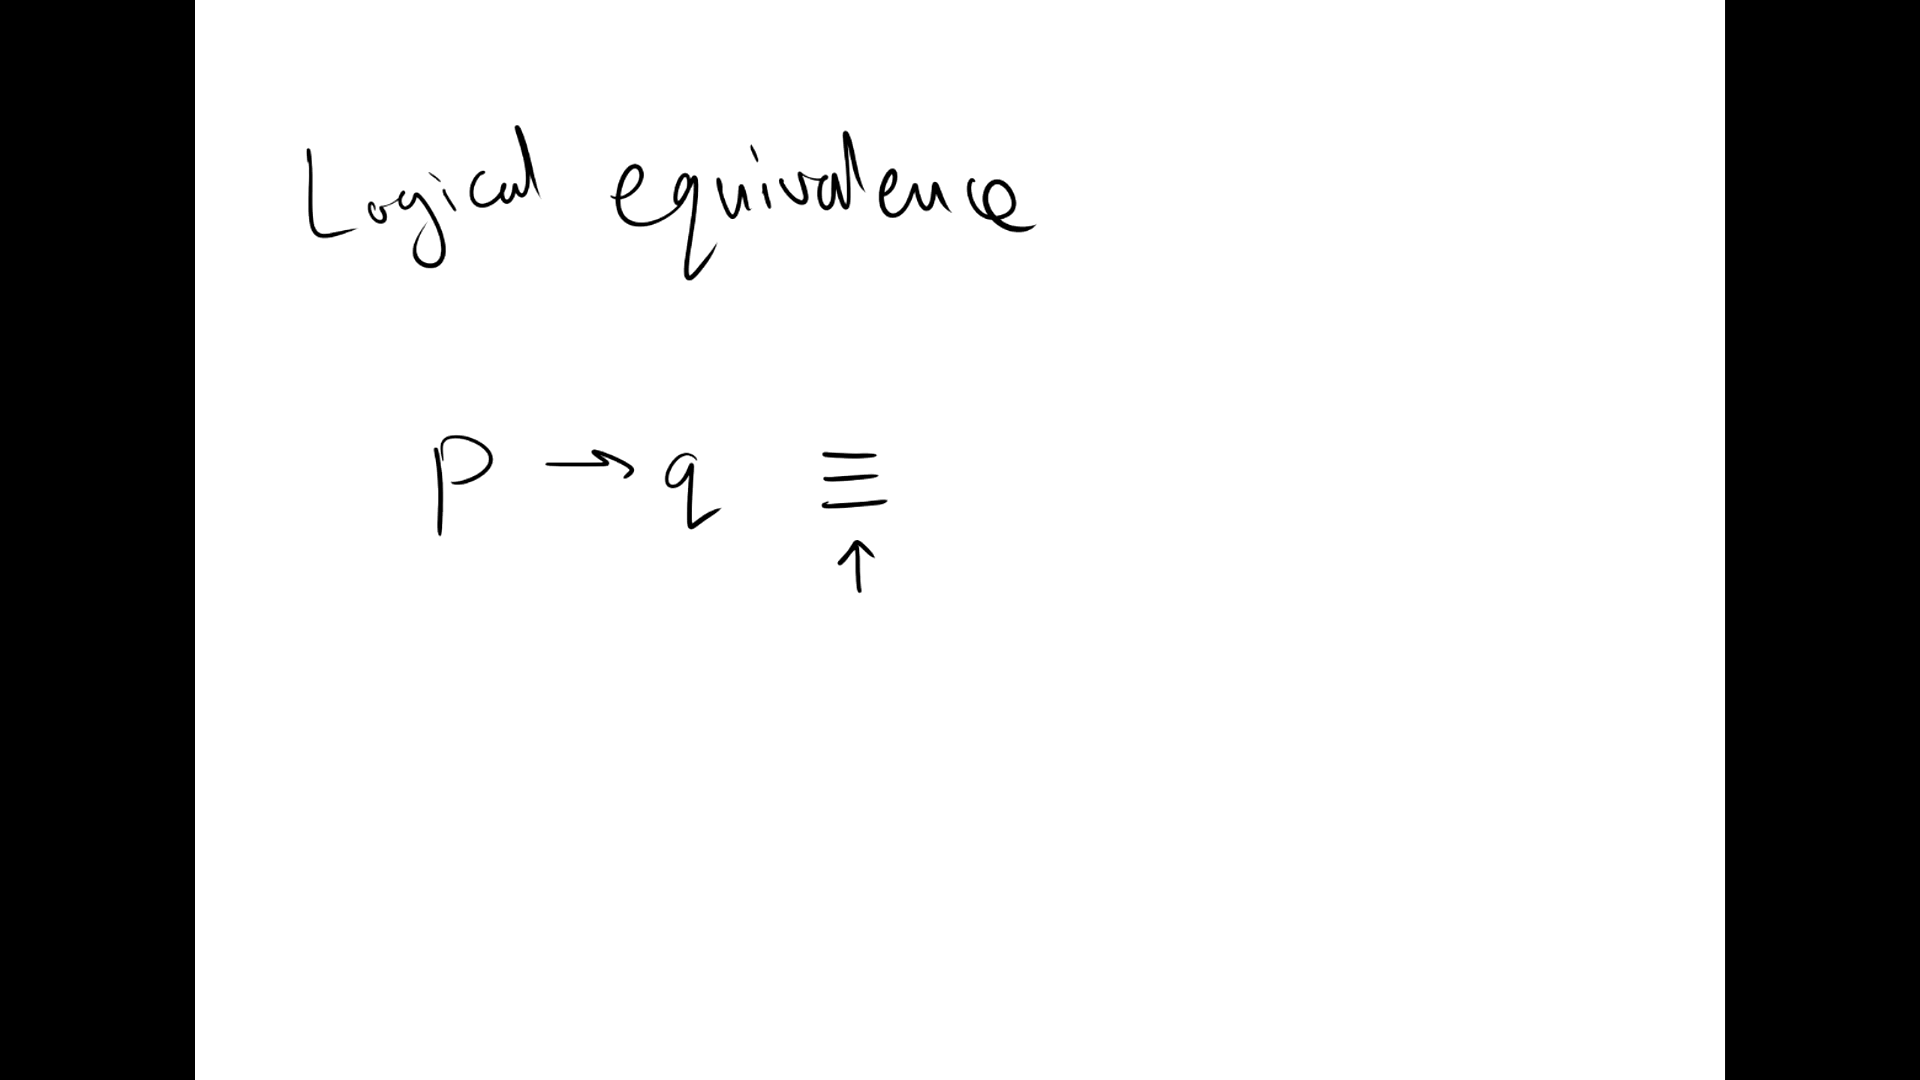 Logical equivalence
p → q ≡
↑